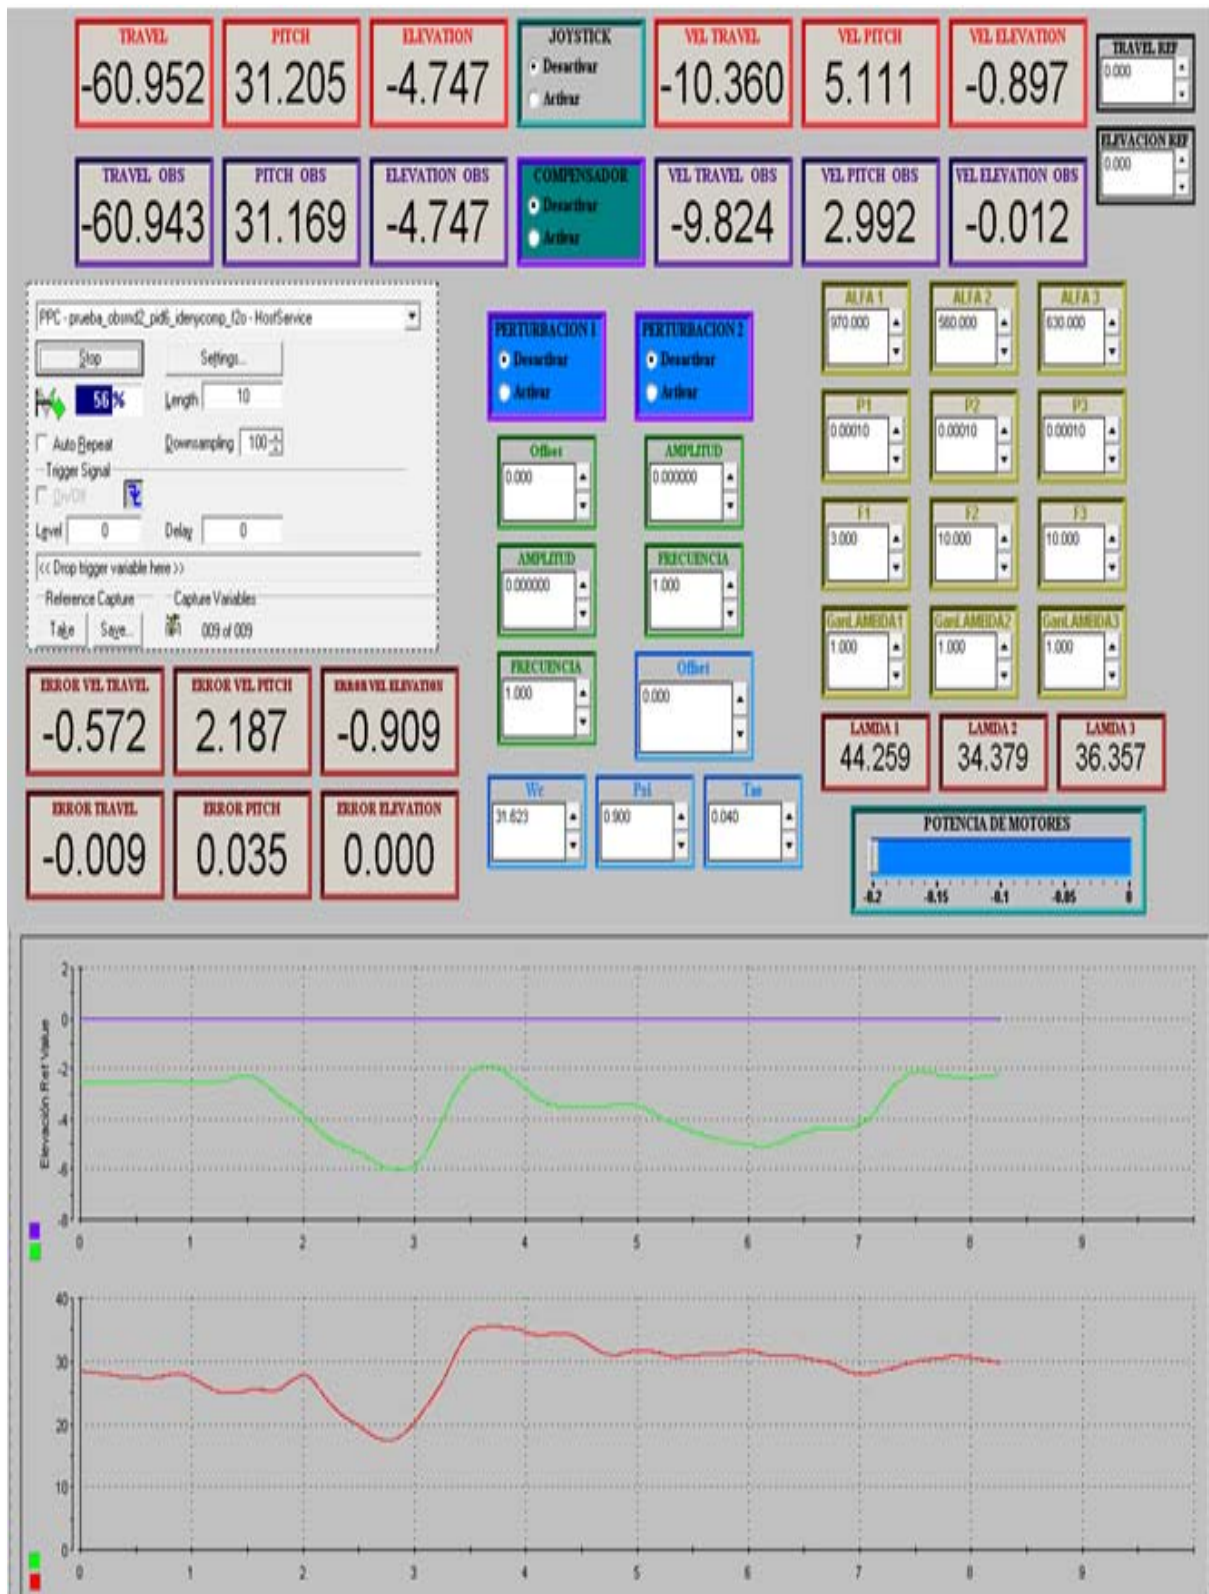 TRAVEL PITCH ELEVATION JOYSTICK VEL TRAVEL VEL PITCH VEL ELEVATION TRAVEL REF
-60.952 31.205 -4.747 Desactivar -10.360 5.111 -0.897 0.000
Activar
ELEVACION REF
0.000
TRAVEL OBS PITCH OBS ELEVATION OBS COMPENSADOR VEL TRAVEL OBS VEL PITCH OBS VEL ELEVATION OBS
-60.943 31.169 -4.747 Desactivar -9.824 2.992 -0.012
Activar
PPC - prueba_obsmd2_pid6_idenycomp_f2o - HostService
Stop Settings...
56% Length 10
Auto Repeat Downsampling 100
Trigger Signal
On/Off
Level 0 Delay 0
<< Drop trigger variable here >>
Reference Capture Capture Variables
Take Save... 009 of 009
PERTURBACION 1 PERTURBACION 2
Desactivar Desactivar
Activar Activar
Offset AMPLITUD
0.000 0.000000
AMPLITUD FRECUENCIA
0.000000 1.000
FRECUENCIA Offset
1.000 0.000
ALFA 1 ALFA 2 ALFA 3
970.000 560.000 630.000
P1 P2 P3
0.00010 0.00010 0.00010
F1 F2 F3
3.000 10.000 10.000
GanLAMBDA1 GanLAMBDA2 GanLAMBDA3
1.000 1.000 1.000
LAMDA 1 LAMDA 2 LAMDA 3
44.259 34.379 36.357
ERROR VEL TRAVEL ERROR VEL PITCH ERROR VEL ELEVATION
-0.572 2.187 -0.909
ERROR TRAVEL ERROR PITCH ERROR ELEVATION
-0.009 0.035 0.000
Wc Psi Tao
31.623 0.900 0.040
POTENCIA DE MOTORES
-0.2 -0.15 -0.1 -0.05 0
Elevación Ref Value
2
0
-2
-4
-6
-8
0 1 2 3 4 5 6 7 8 9
40
30
20
10
0
0 1 2 3 4 5 6 7 8 9